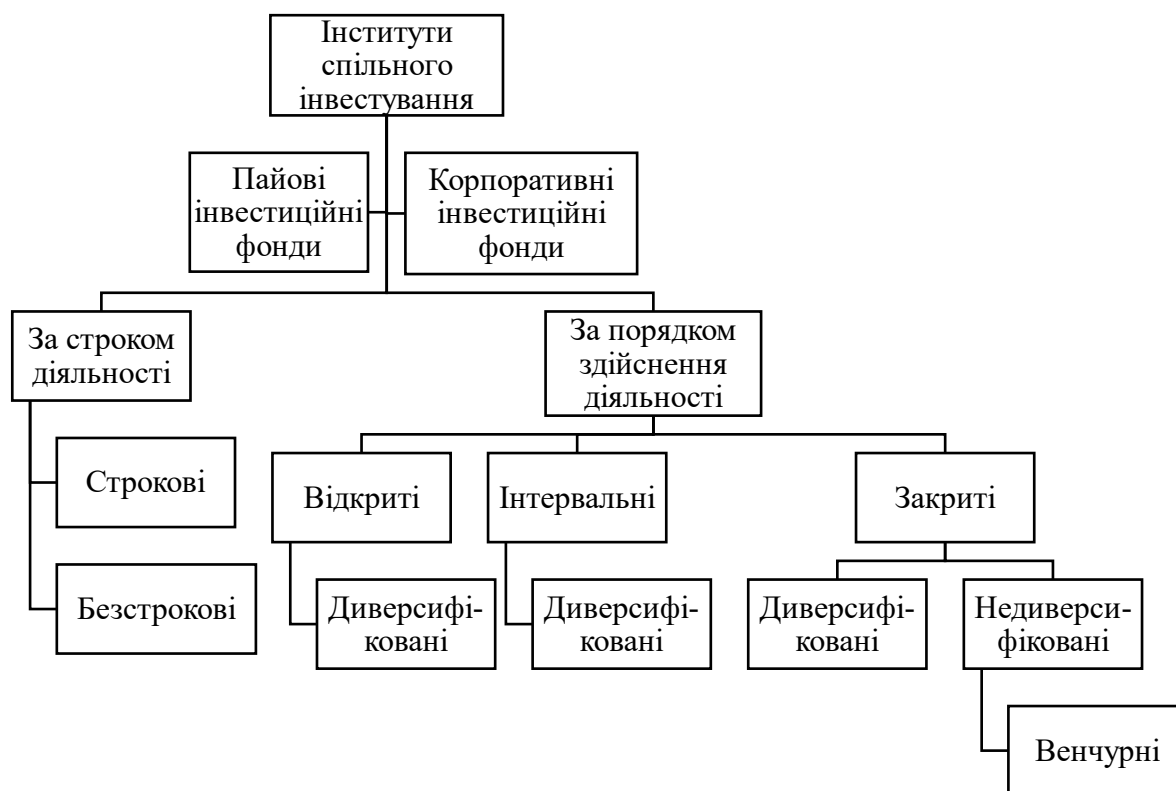 Інститути
спільного
інвестування
Пайові
інвестиційні
фонди
Корпоративні
інвестиційні
фонди
За строком
діяльності
За порядком
здійснення
діяльності
Строкові
Безстрокові
Відкриті
Інтервальні
Закриті
Диверсифі-
ковані
Диверсифі-
ковані
Диверсифі-
ковані
Недиверси-
фіковані
Венчурні